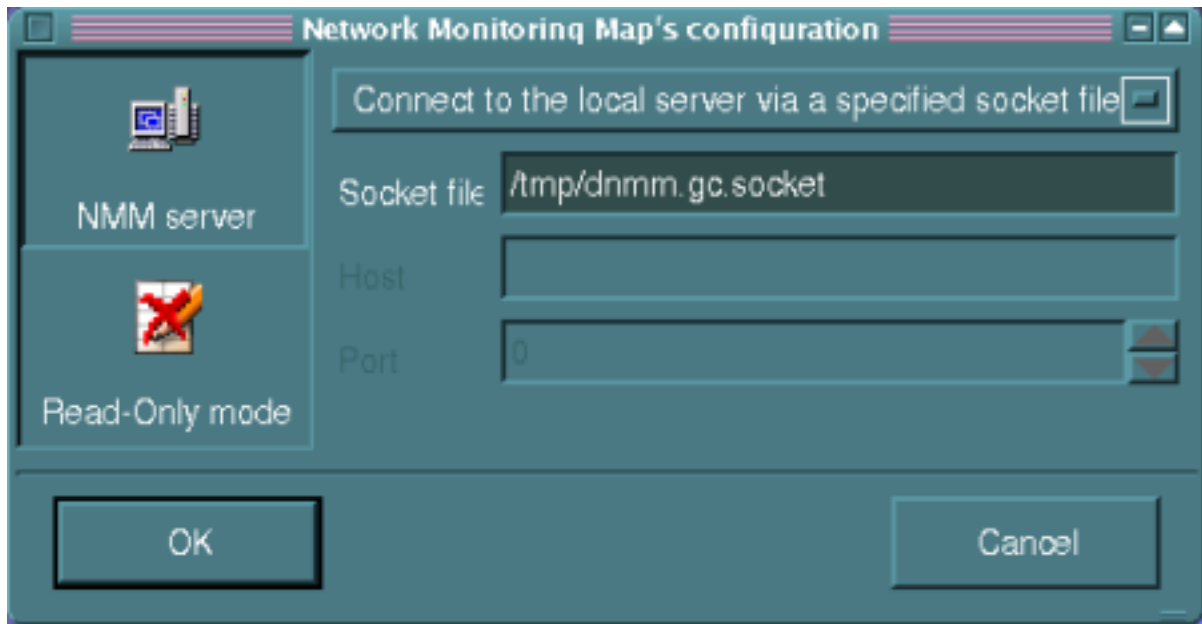 Network Monitoring Map's configuration
Connect to the local server via a specified socket file
NMM server
Socket file
/tmp/dnmm.gc.socket
Host
Port
0
Read-Only mode
OK
Cancel